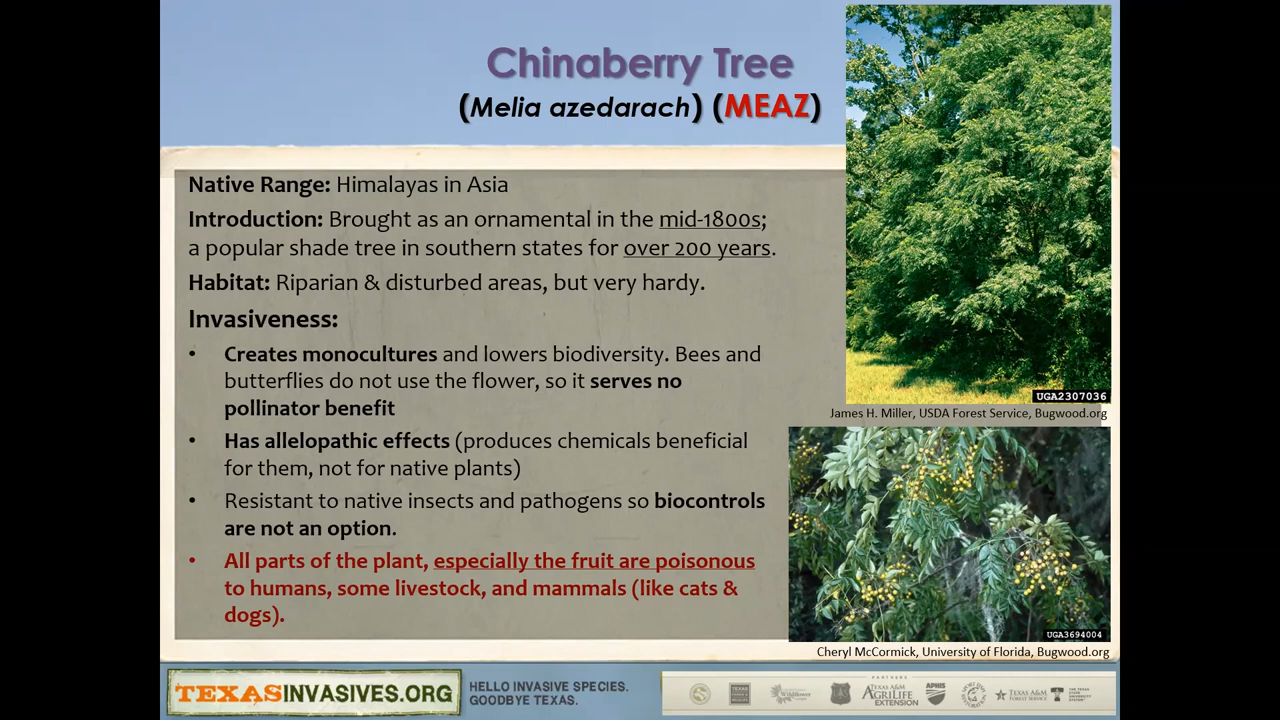 Chinaberry Tree
(Melia azedarach) (MEAZ)
Native Range: Himalayas in Asia
Introduction: Brought as an ornamental in the mid-1800s;
a popular shade tree in southern states for over 200 years.
Habitat: Riparian & disturbed areas, but very hardy.
Invasiveness:
• Creates monocultures and lowers biodiversity. Bees and
butterflies do not use the flower, so it serves no
pollinator benefit
• Has allelopathic effects (produces chemicals beneficial
for them, not for native plants)
• Resistant to native insects and pathogens so biocontrols
are not an option.
• All parts of the plant, especially the fruit are poisonous
to humans, some livestock, and mammals (like cats &
dogs).
UGA2307036
James H. Miller, USDA Forest Service, Bugwood.org
UGA3694004
Cheryl McCormick, University of Florida, Bugwood.org
TEXASINVASIVES.ORG
HELLO INVASIVE SPECIES.
GOODBYE TEXAS.
PARTNERS
TEXAS A&M
AGRILIFE
EXTENSION
APHIS
TEXAS A&M
FOREST SERVICE